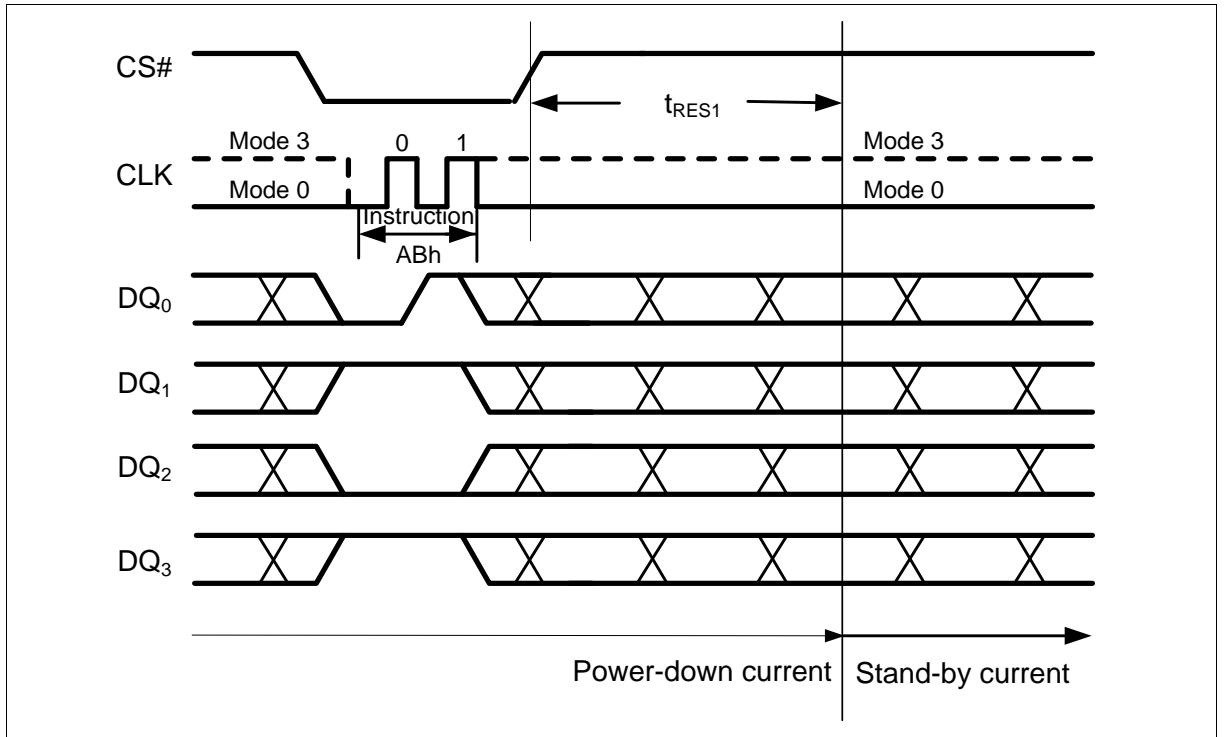 CS#
tRES1
Mode 3 0 1 Mode 3
CLK
Mode 0 Mode 0
Instruction
ABh
DQ0
DQ1
DQ2
DQ3
Power-down current Stand-by current